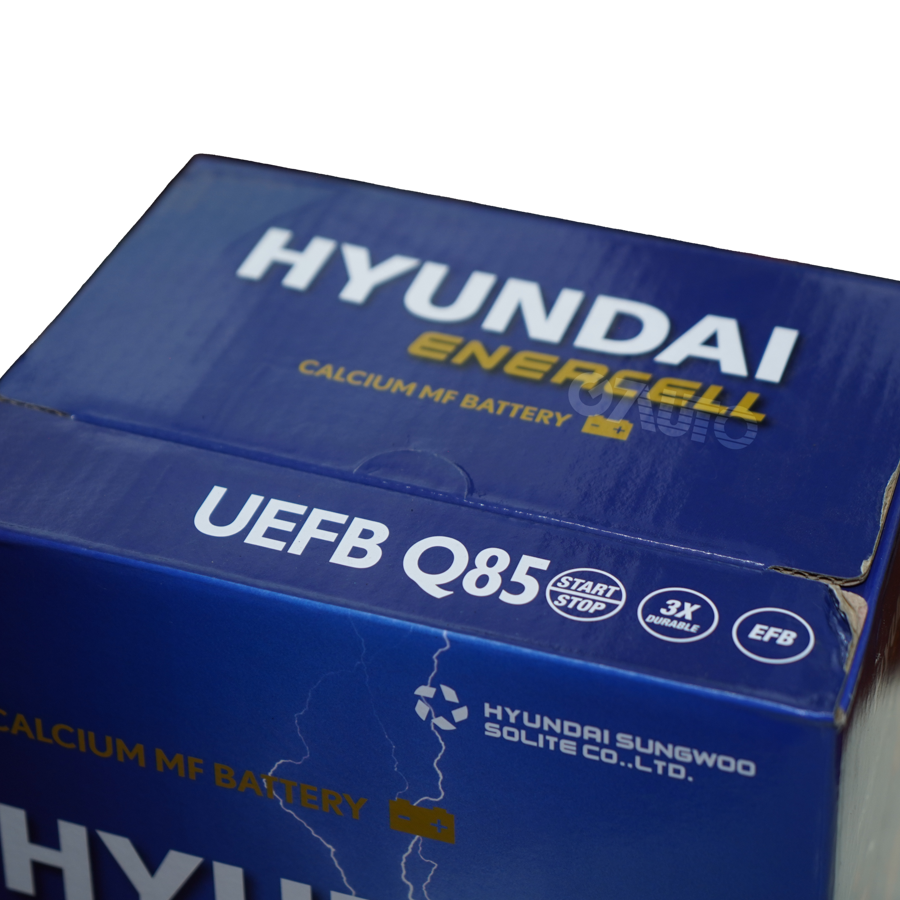 HYUNDAI
ENERCELL
CALCIUM MF BATTERY
UEFB Q85
START
STOP
3X
DURABLE
EFB
HYUNDAI SUNGWOO
SOLITE CO.,LTD.
CALCIUM MF BATTERY